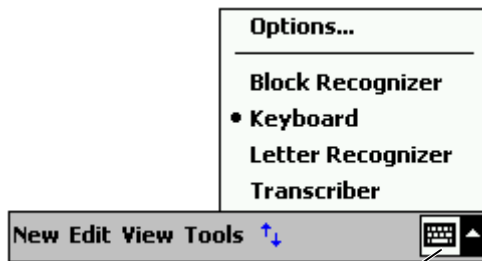 Options...
Block Recognizer
Keyboard
Letter Recognizer
Transcriber
New Edit View Tools